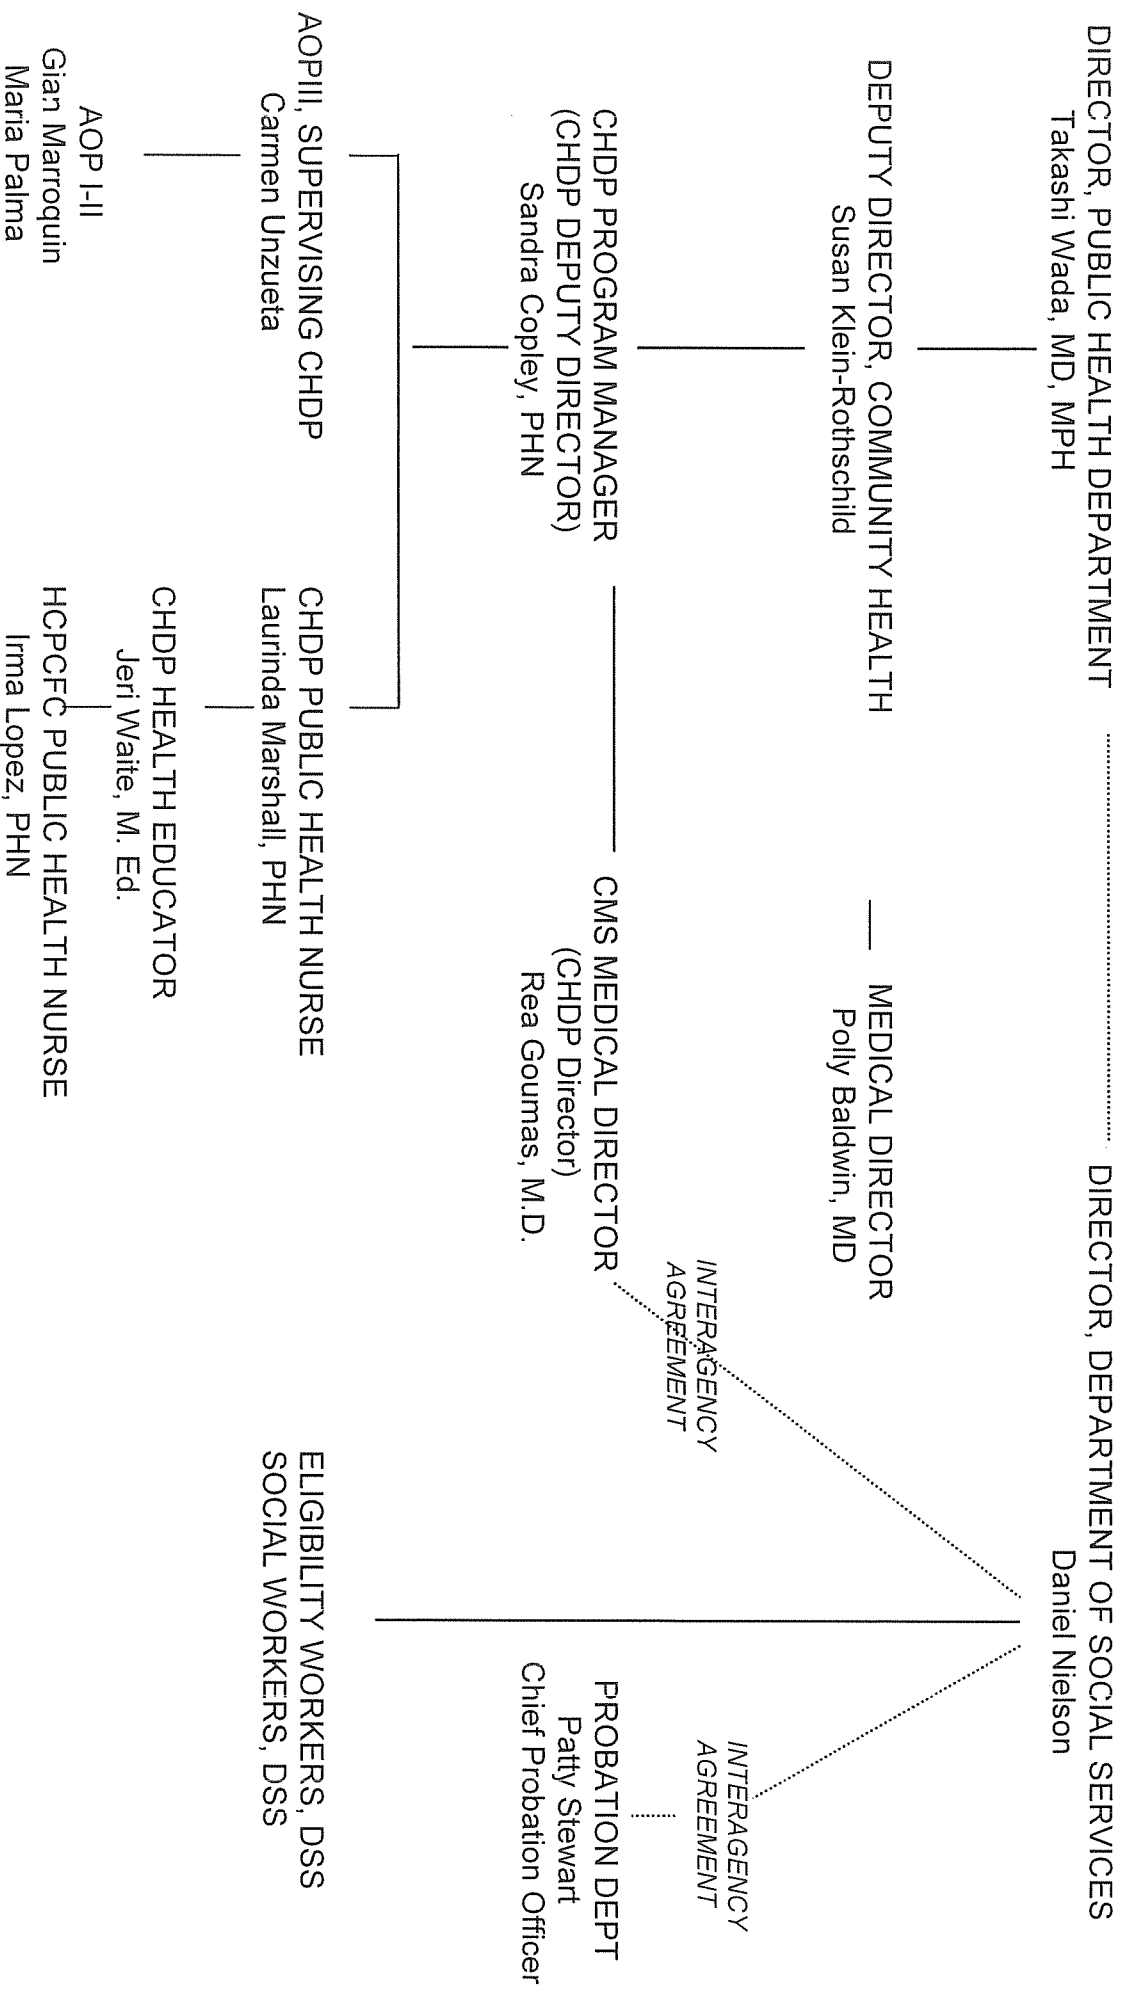 DIRECTOR, PUBLIC HEALTH DEPARTMENT
Takashi Wada, MD, MPH
DIRECTOR, DEPARTMENT OF SOCIAL SERVICES
Daniel Nielson
DEPUTY DIRECTOR, COMMUNITY HEALTH
Susan Klein-Rothschild
MEDICAL DIRECTOR
Polly Baldwin, MD
INTERAGENCY
AGREEMENT
INTERAGENCY
AGREEMENT
CHDP PROGRAM MANAGER
(CHDP DEPUTY DIRECTOR)
Sandra Copley, PHN
CMS MEDICAL DIRECTOR
(CHDP Director)
Rea Goumas, M.D.
PROBATION DEPT
Patty Stewart
Chief Probation Officer
AOPIII, SUPERVISING CHDP
Carmen Unzueta
CHDP PUBLIC HEALTH NURSE
Laurinda Marshall, PHN
ELIGIBILITY WORKERS, DSS
SOCIAL WORKERS, DSS
AOP I-II
Gian Marroquin
Maria Palma
CHDP HEALTH EDUCATOR
Jeri Waite, M. Ed.
HCPCFC PUBLIC HEALTH NURSE
Irma Lopez, PHN